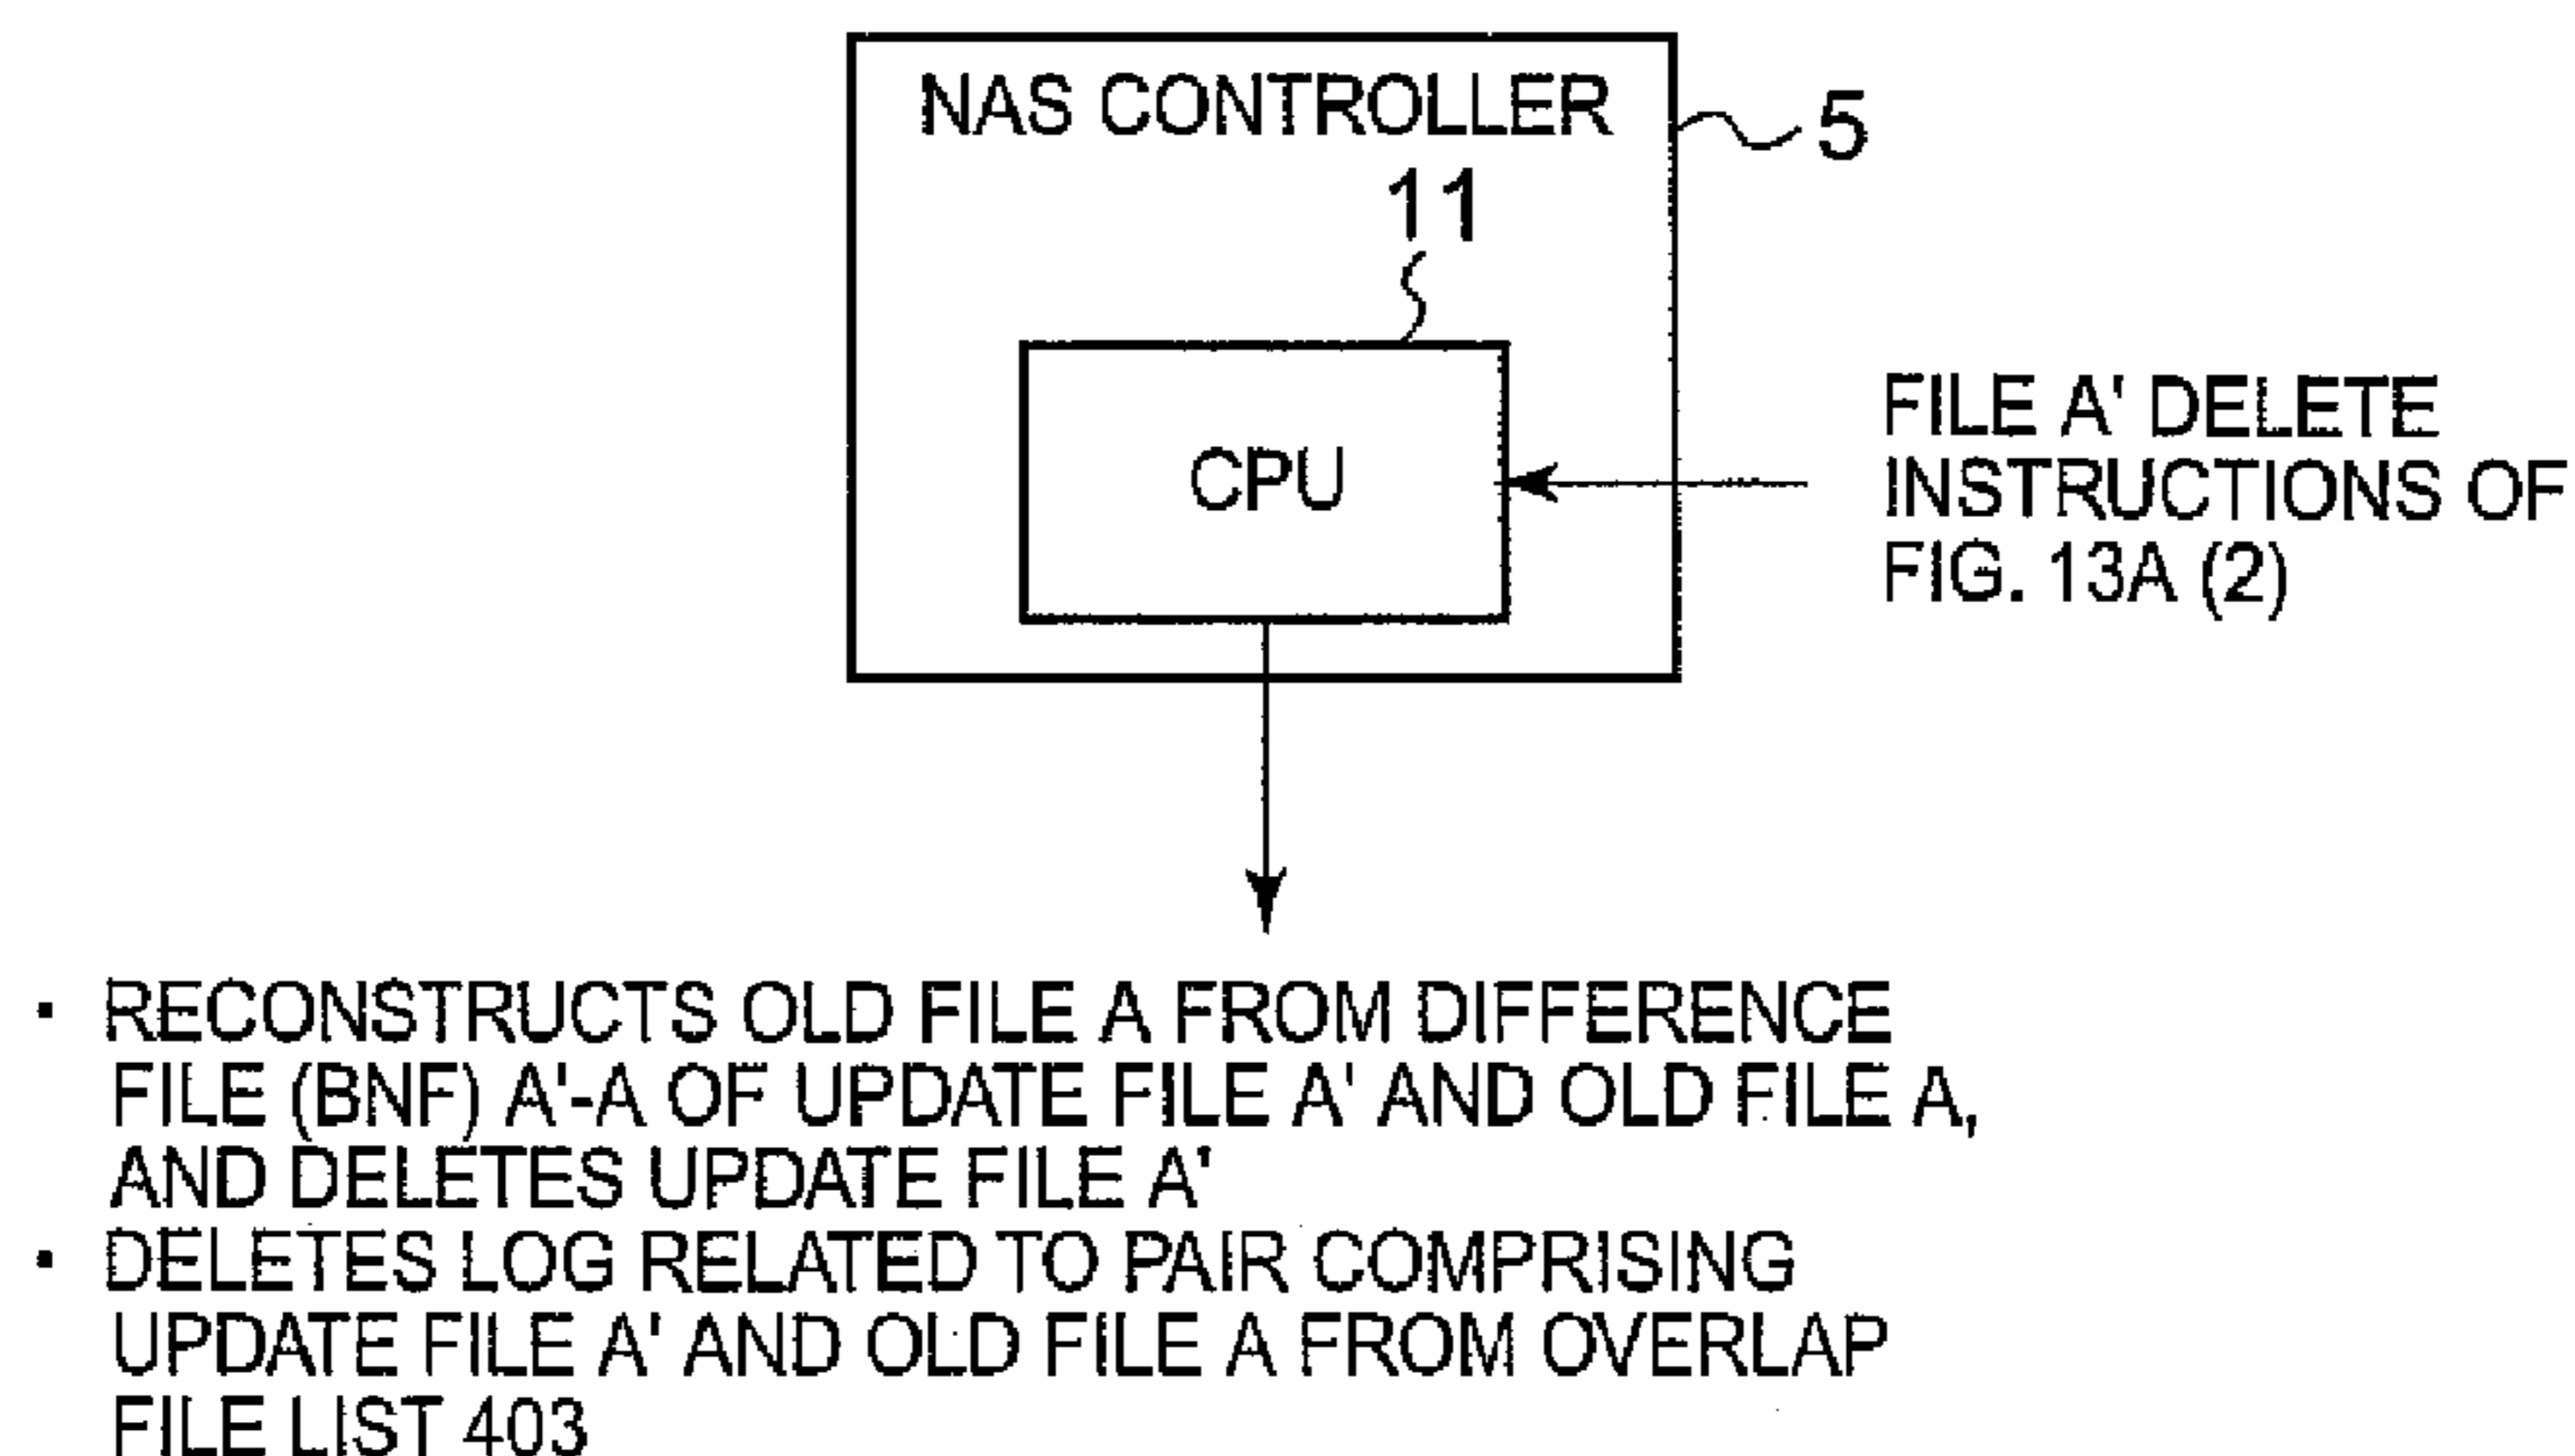 NAS CONTROLLER
5
11
CPU
FILE A' DELETE
INSTRUCTIONS OF
FIG. 13A (2)
· RECONSTRUCTS OLD FILE A FROM DIFFERENCE
FILE (BNF) A'-A OF UPDATE FILE A' AND OLD FILE A,
AND DELETES UPDATE FILE A'
· DELETES LOG RELATED TO PAIR COMPRISING
UPDATE FILE A' AND OLD FILE A FROM OVERLAP
FILE LIST 403